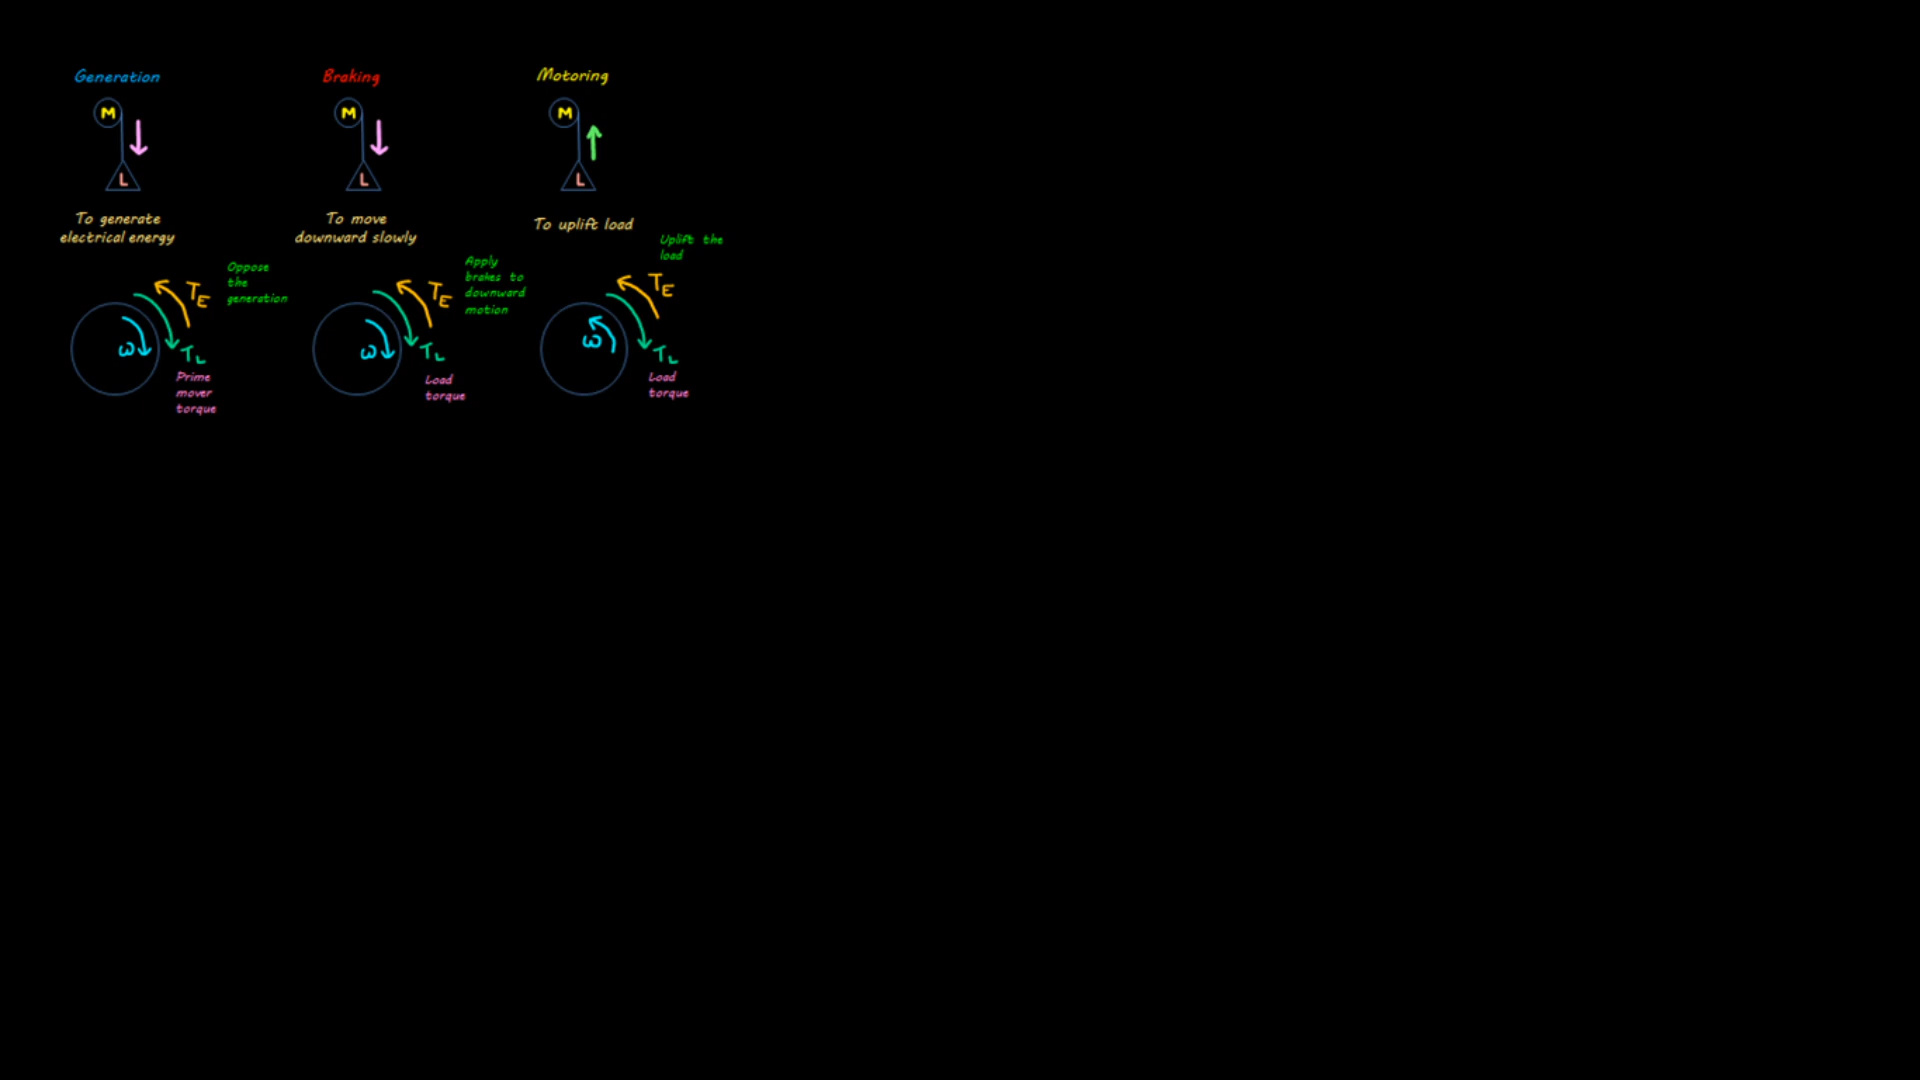 Generation
M
L
To generate
electrical energy
Oppose
the
generation
TE
ω
TL
Prime
mover
torque
Braking
M
L
To move
downward slowly
Apply
brakes to
downward
motion
TE
ω
TL
Load
torque
Motoring
M
L
To uplift load
Uplift the
load
TE
ω
TL
Load
torque